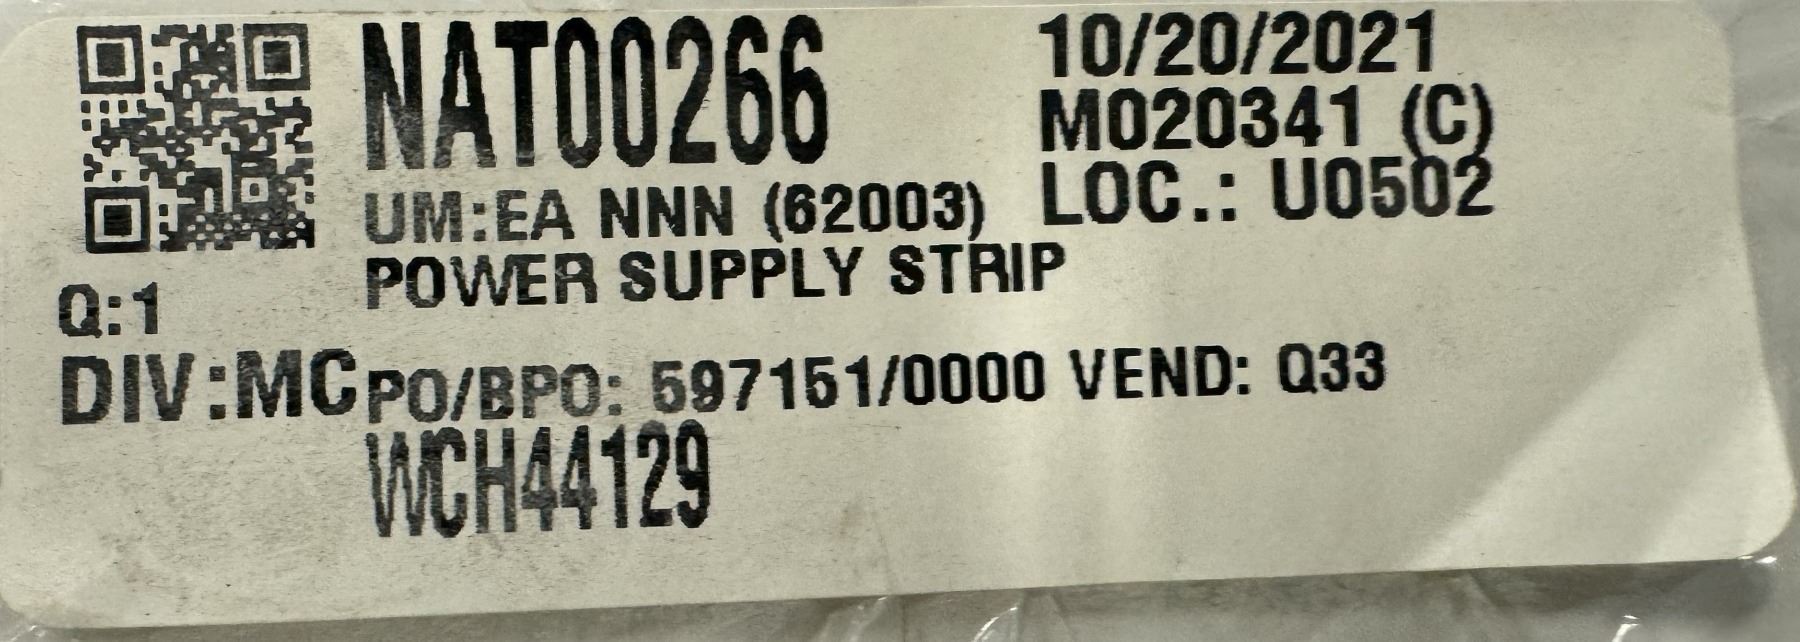 NAT00266
10/20/2021
M020341 (C)
UM:EA NNN (62003)
LOC.: U0502
POWER SUPPLY STRIP
Q:1
DIV:MC
PO/BPO: 597151/0000 VEND: Q33
WCH44129